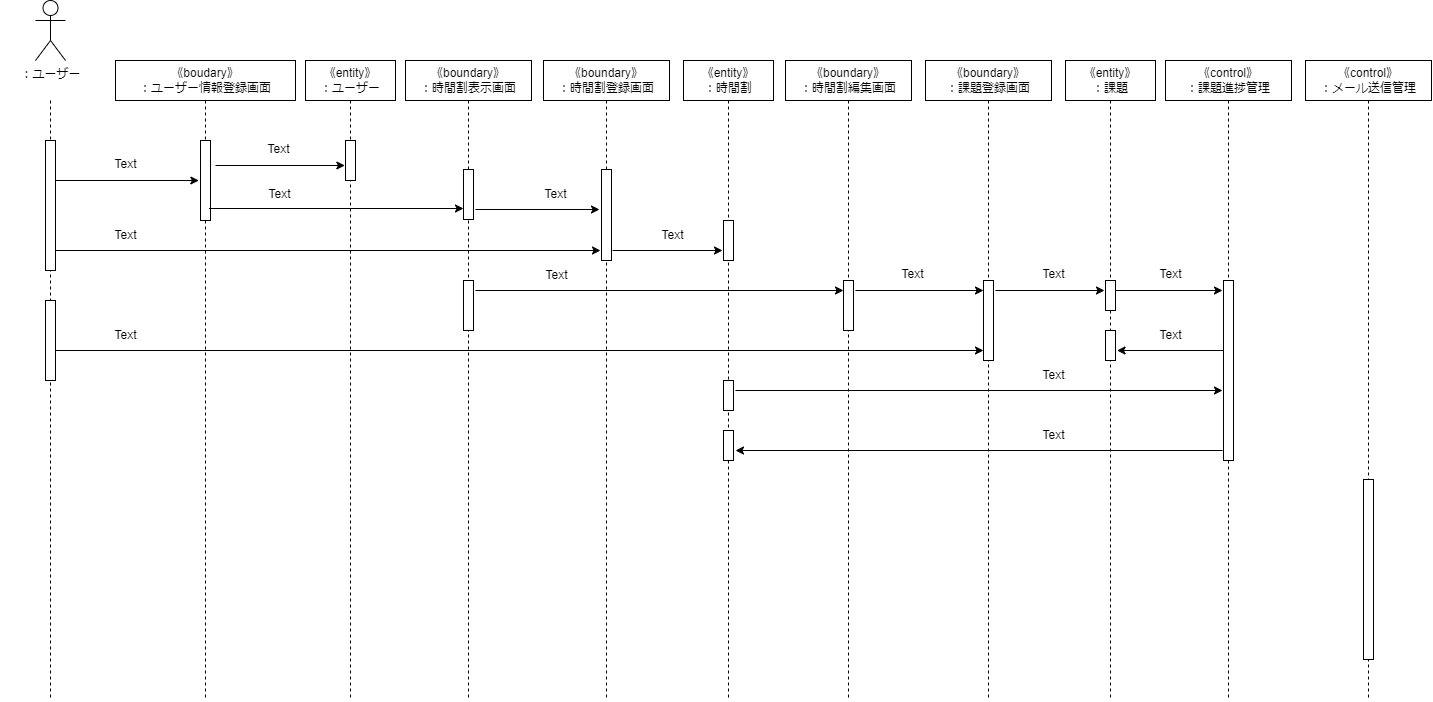 ：ユーザー
《boudary》
：ユーザー情報登録画面
《entity》
：ユーザー
《boundary》
：時間割表示画面
《boundary》
：時間割登録画面
《entity》
：時間割
《boundary》
：時間割編集画面
《boundary》
：課題登録画面
《entity》
：課題
《control》
：課題進捗管理
《control》
：メール送信管理
Text
Text
Text
Text
Text
Text
Text
Text
Text
Text
Text
Text
Text
Text